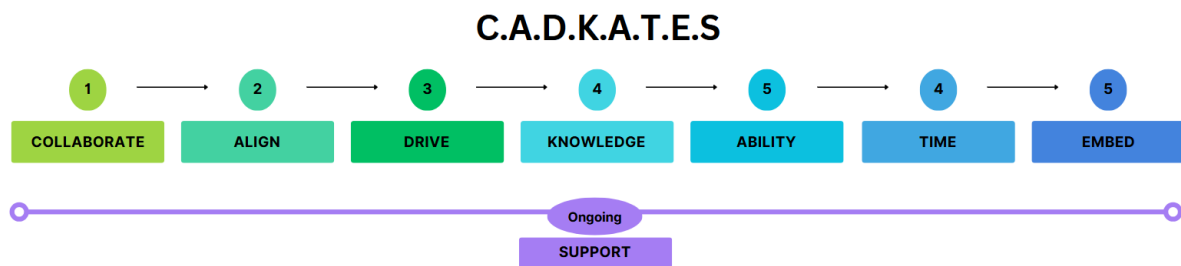 C.A.D.K.A.T.E.S
1 2 3 4 5 4 5
COLLABORATE ALIGN DRIVE KNOWLEDGE ABILITY TIME EMBED
Ongoing
SUPPORT